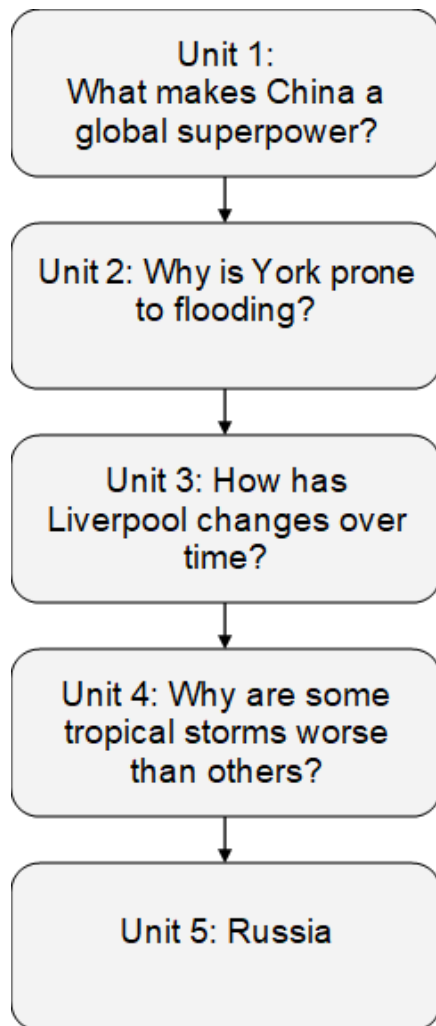 Unit 1:
What makes China a
global superpower?
Unit 2: Why is York prone
to flooding?
Unit 3: How has
Liverpool changes over
time?
Unit 4: Why are some
tropical storms worse
than others?
Unit 5: Russia